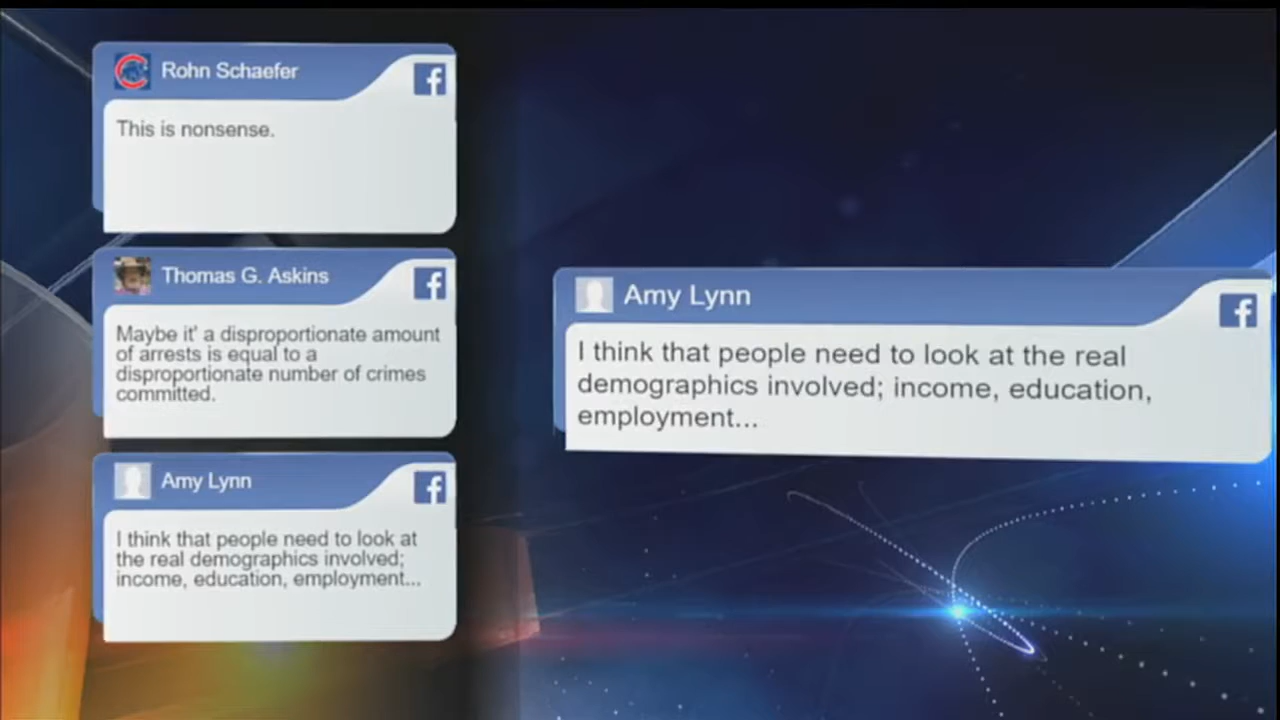 Rohn Schaefer
This is nonsense.
Thomas G. Askins
Maybe it' a disproportionate amount
of arrests is equal to a
disproportionate number of crimes
committed.
Amy Lynn
I think that people need to look at
the real demographics involved;
income, education, employment...
Amy Lynn
I think that people need to look at the real
demographics involved; income, education,
employment...